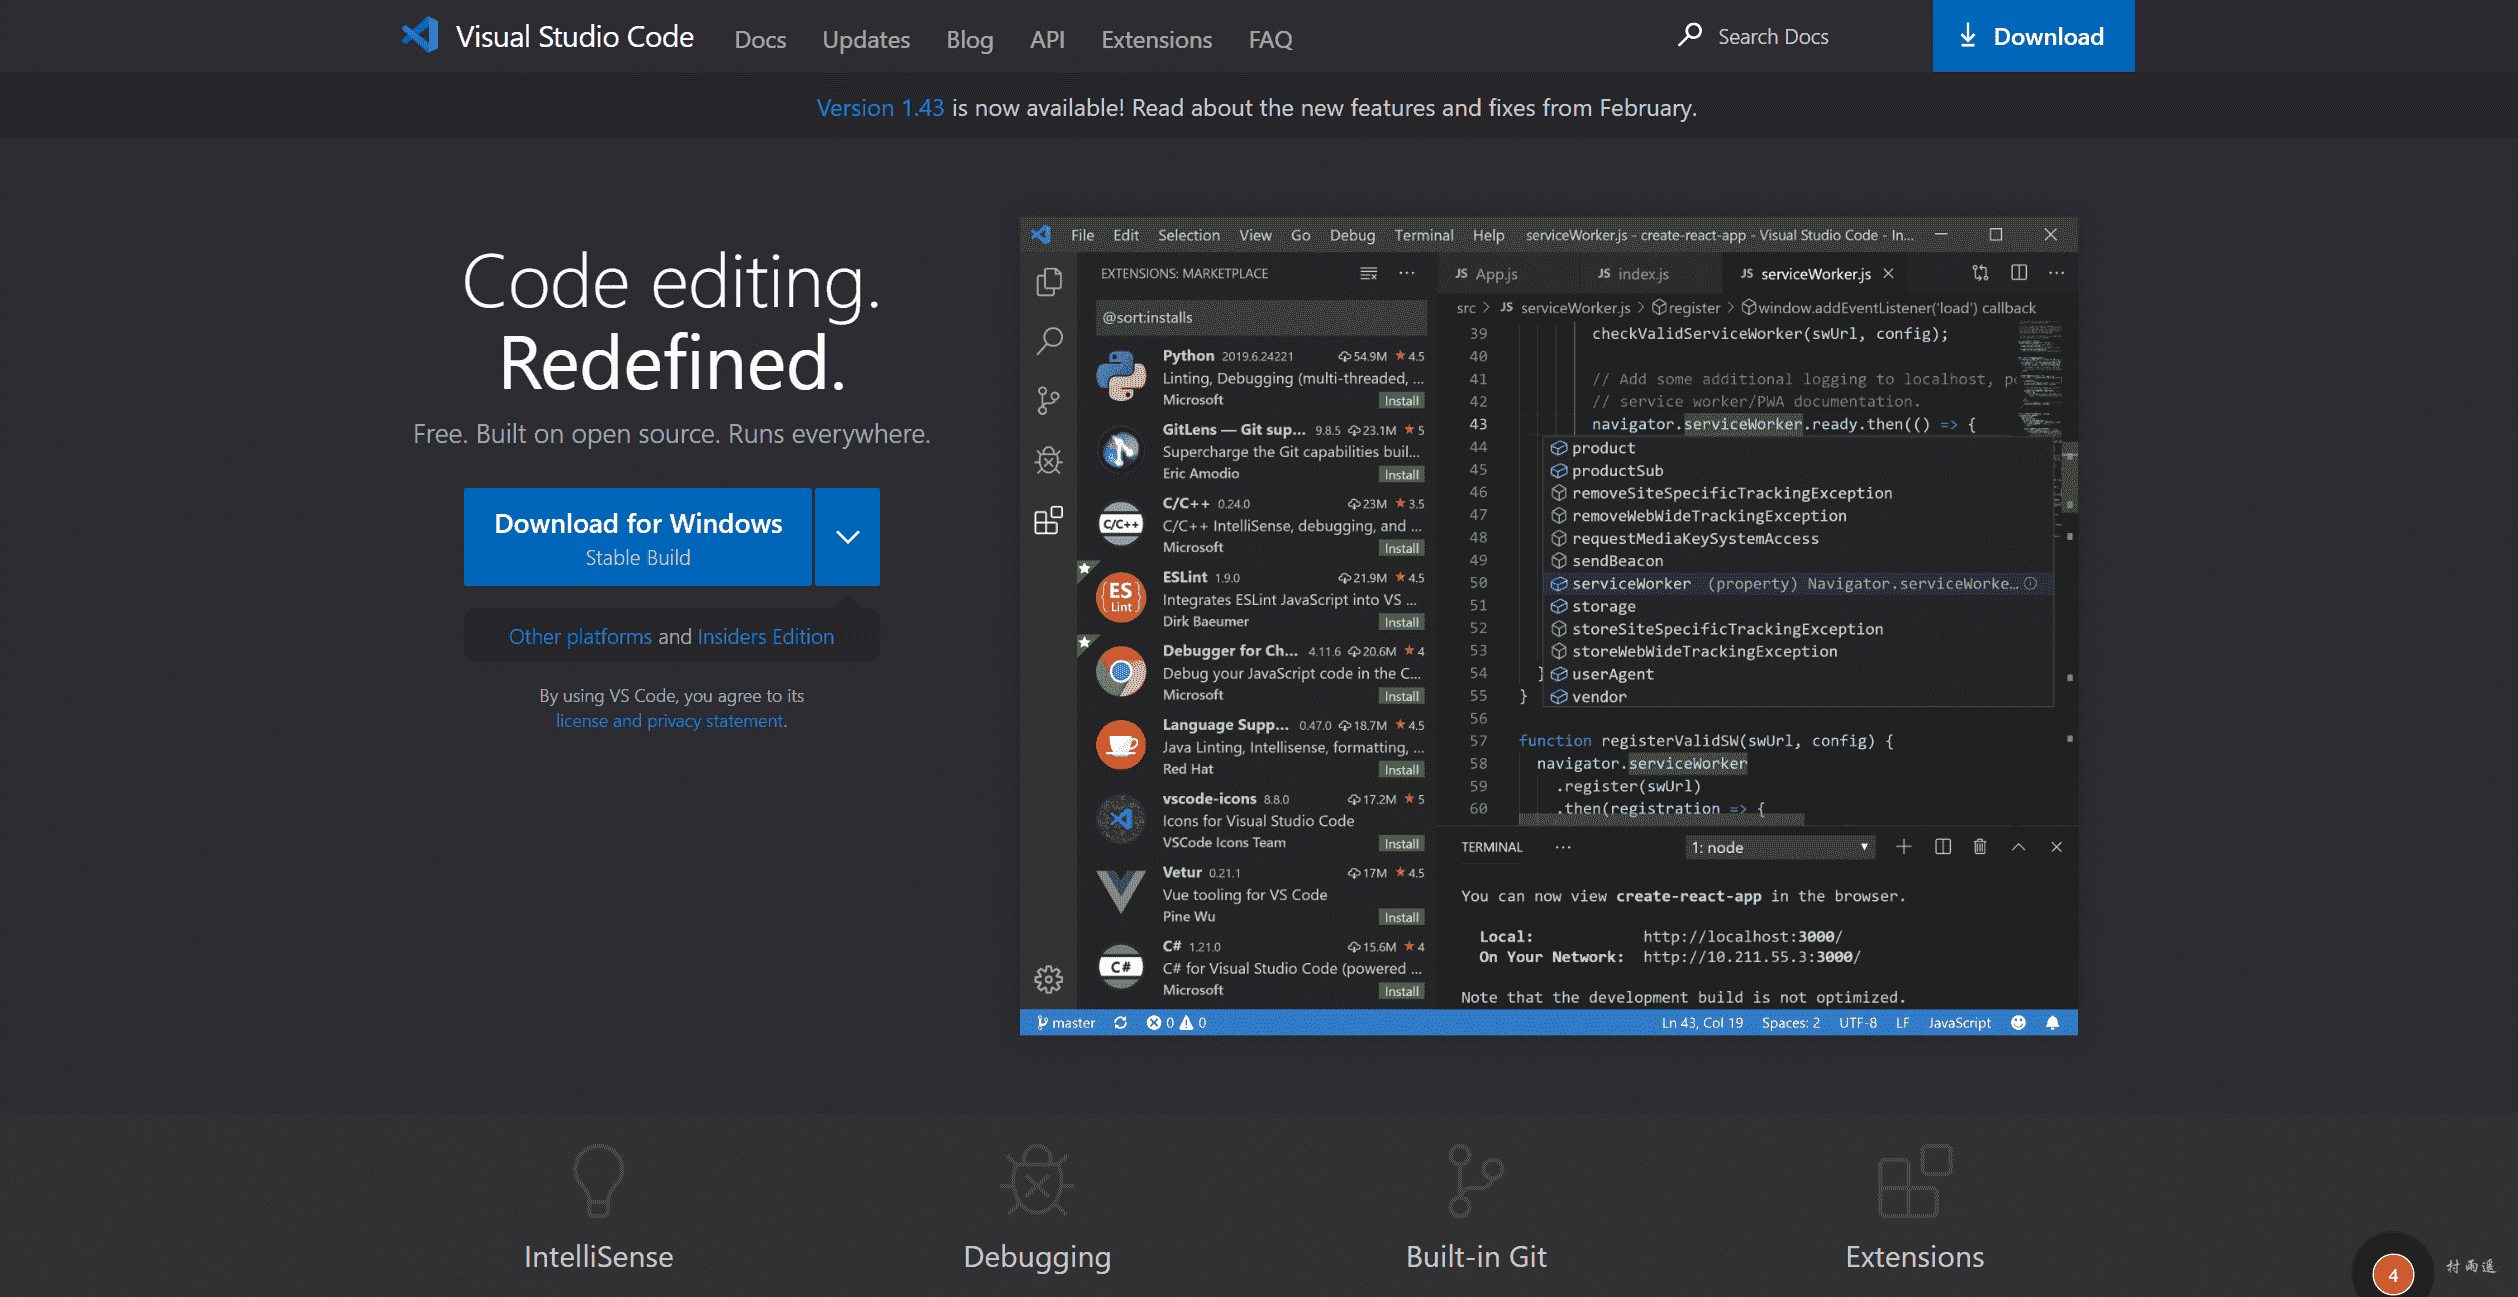 Visual Studio Code
Docs
Updates
Blog
API
Extensions
FAQ
Search Docs
Download
Version 1.43 is now available! Read about the new features and fixes from February.
Code editing.
Redefined.
Free. Built on open source. Runs everywhere.
Download for Windows
Stable Build
Other platforms and Insiders Edition
By using VS Code, you agree to its
license and privacy statement.
File Edit Selection View Go Debug Terminal Help serviceWorker.js - create-react-app - Visual Studio Code - In...
EXTENSIONS: MARKETPLACE
@sort:installs
Python 2019.6.24221 54.9M 4.5
Linting, Debugging (multi-threaded, ...
Microsoft Install
GitLens — Git sup... 9.8.5 23.1M 5
Supercharge the Git capabilities buil...
Eric Amodio Install
C/C++
C/C++ 0.24.0 23M 3.5
C/C++ IntelliSense, debugging, and ...
Microsoft Install
ES
Lint
ESLint 1.9.0 21.9M 4.5
Integrates ESLint JavaScript into VS ...
Dirk Baeumer Install
Debugger for Ch... 4.11.6 20.6M 4
Debug your JavaScript code in the C...
Microsoft Install
Language Supp... 0.47.0 18.7M 4.5
Java Linting, Intellisense, formatting, ...
Red Hat Install
vscode-icons 8.8.0 17.2M 5
Icons for Visual Studio Code
VSCode Icons Team Install
Vetur 0.21.1 17M 4.5
Vue tooling for VS Code
Pine Wu Install
C#
C# 1.21.0 15.6M 4
C# for Visual Studio Code (powered ...
Microsoft Install
JS App.js JS index.js JS serviceWorker.js
src > JS serviceWorker.js > register > window.addEventListener('load') callback
39 checkValidServiceWorker(swUrl, config);
40
41 // Add some additional logging to localhost, p
42 // service worker/PWA documentation.
43 navigator.serviceWorker.ready.then(() => {
44 product
45 productSub
46 removeSiteSpecificTrackingException
47 removeWebWideTrackingException
48 requestMediaKeySystemAccess
49 sendBeacon
50 serviceWorker (property) Navigator.serviceWorke...
51 storage
52 storeSiteSpecificTrackingException
53 storeWebWideTrackingException
54 } userAgent
55 } vendor
56
57 function registerValidSW(swUrl, config) {
58 navigator.serviceWorker
59 .register(swUrl)
60 .then(registration => {
TERMINAL ... 1: node
You can now view create-react-app in the browser.
Local: http://localhost:3000/
On Your Network: http://10.211.55.3:3000/
Note that the development build is not optimized.
master 0 0 Ln 43, Col 19 Spaces: 2 UTF-8 LF JavaScript
IntelliSense
Debugging
Built-in Git
Extensions
4
村雨遥